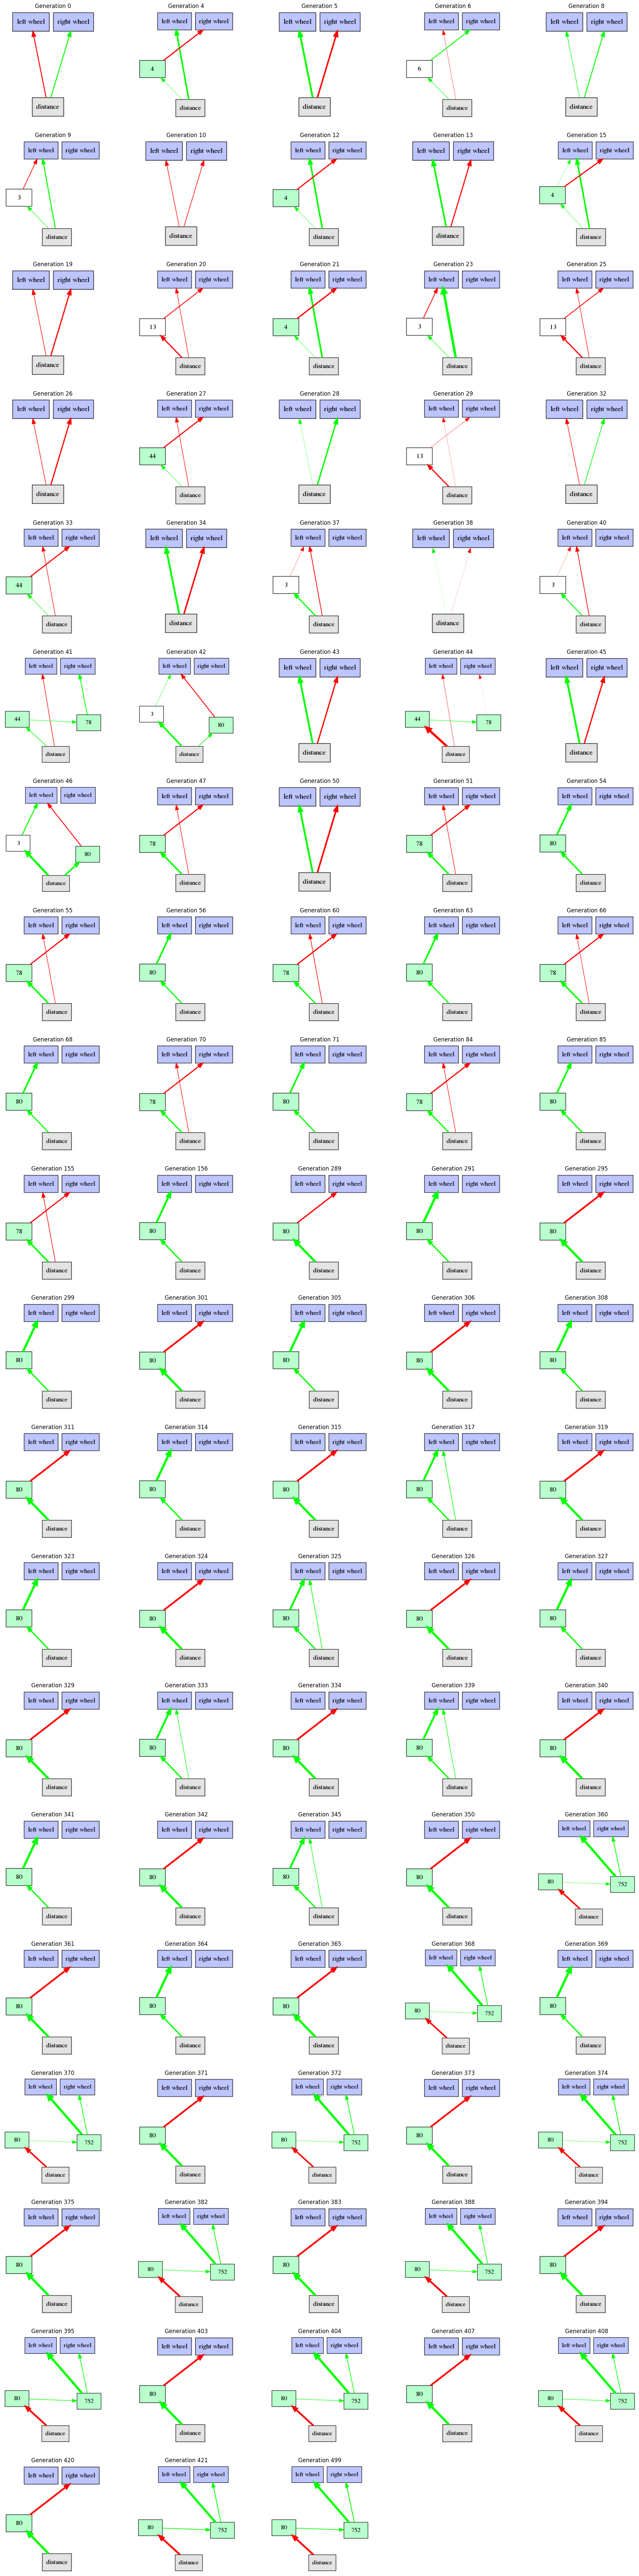 Generation 0
left wheel right wheel
distance
Generation 4
left wheel right wheel
4
distance
Generation 5
left wheel right wheel
distance
Generation 6
left wheel right wheel
6
distance
Generation 8
left wheel right wheel
distance
Generation 9
left wheel right wheel
3
distance
Generation 10
left wheel right wheel
distance
Generation 12
left wheel right wheel
4
distance
Generation 13
left wheel right wheel
distance
Generation 15
left wheel right wheel
4
distance
Generation 19
left wheel right wheel
distance
Generation 20
left wheel right wheel
13
distance
Generation 21
left wheel right wheel
4
distance
Generation 23
left wheel right wheel
3
distance
Generation 25
left wheel right wheel
13
distance
Generation 26
left wheel right wheel
distance
Generation 27
left wheel right wheel
44
distance
Generation 28
left wheel right wheel
distance
Generation 29
left wheel right wheel
13
distance
Generation 32
left wheel right wheel
distance
Generation 33
left wheel right wheel
44
distance
Generation 34
left wheel right wheel
distance
Generation 37
left wheel right wheel
3
distance
Generation 38
left wheel right wheel
distance
Generation 40
left wheel right wheel
3
distance
Generation 41
left wheel right wheel
44
78
distance
Generation 42
left wheel right wheel
3
80
distance
Generation 43
left wheel right wheel
distance
Generation 44
left wheel right wheel
44
78
distance
Generation 45
left wheel right wheel
distance
Generation 46
left wheel right wheel
3
80
distance
Generation 47
left wheel right wheel
78
distance
Generation 50
left wheel right wheel
distance
Generation 51
left wheel right wheel
78
distance
Generation 54
left wheel right wheel
80
distance
Generation 55
left wheel right wheel
78
distance
Generation 56
left wheel right wheel
80
distance
Generation 60
left wheel right wheel
78
distance
Generation 63
left wheel right wheel
80
distance
Generation 66
left wheel right wheel
78
distance
Generation 68
left wheel right wheel
80
distance
Generation 70
left wheel right wheel
78
distance
Generation 71
left wheel right wheel
80
distance
Generation 84
left wheel right wheel
78
distance
Generation 85
left wheel right wheel
80
distance
Generation 155
left wheel right wheel
78
distance
Generation 156
left wheel right wheel
80
distance
Generation 289
left wheel right wheel
80
distance
Generation 291
left wheel right wheel
80
distance
Generation 295
left wheel right wheel
80
distance
Generation 299
left wheel right wheel
80
distance
Generation 301
left wheel right wheel
80
distance
Generation 305
left wheel right wheel
80
distance
Generation 306
left wheel right wheel
80
distance
Generation 308
left wheel right wheel
80
distance
Generation 311
left wheel right wheel
80
distance
Generation 314
left wheel right wheel
80
distance
Generation 315
left wheel right wheel
80
distance
Generation 317
left wheel right wheel
80
distance
Generation 319
left wheel right wheel
80
distance
Generation 323
left wheel right wheel
80
distance
Generation 324
left wheel right wheel
80
distance
Generation 325
left wheel right wheel
80
distance
Generation 326
left wheel right wheel
80
distance
Generation 327
left wheel right wheel
80
distance
Generation 329
left wheel right wheel
80
distance
Generation 333
left wheel right wheel
80
distance
Generation 334
left wheel right wheel
80
distance
Generation 339
left wheel right wheel
80
distance
Generation 340
left wheel right wheel
80
distance
Generation 341
left wheel right wheel
80
distance
Generation 342
left wheel right wheel
80
distance
Generation 345
left wheel right wheel
80
distance
Generation 350
left wheel right wheel
80
distance
Generation 360
left wheel right wheel
80
752
distance
Generation 361
left wheel right wheel
80
distance
Generation 364
left wheel right wheel
80
distance
Generation 365
left wheel right wheel
80
distance
Generation 368
left wheel right wheel
80
752
distance
Generation 369
left wheel right wheel
80
distance
Generation 370
left wheel right wheel
80
752
distance
Generation 371
left wheel right wheel
80
distance
Generation 372
left wheel right wheel
80
752
distance
Generation 373
left wheel right wheel
80
distance
Generation 374
left wheel right wheel
80
752
distance
Generation 375
left wheel right wheel
80
distance
Generation 382
left wheel right wheel
80
752
distance
Generation 383
left wheel right wheel
80
distance
Generation 388
left wheel right wheel
80
752
distance
Generation 394
left wheel right wheel
80
distance
Generation 395
left wheel right wheel
80
752
distance
Generation 403
left wheel right wheel
80
distance
Generation 404
left wheel right wheel
80
752
distance
Generation 407
left wheel right wheel
80
distance
Generation 408
left wheel right wheel
80
752
distance
Generation 420
left wheel right wheel
80
distance
Generation 421
left wheel right wheel
80
752
distance
Generation 499
left wheel right wheel
80
752
distance